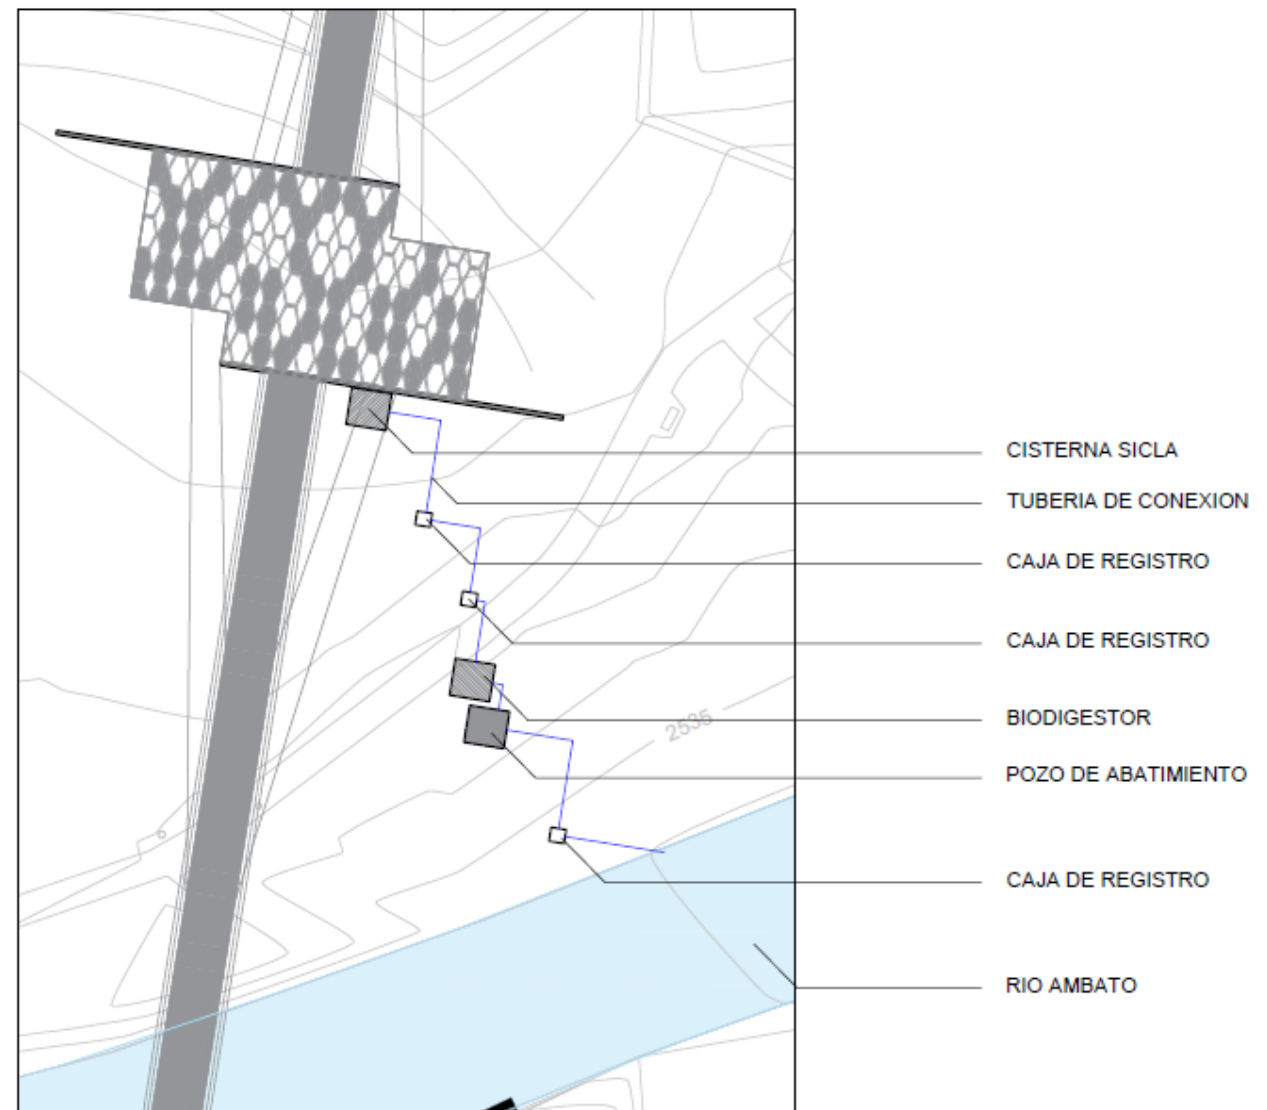 CISTERNA SICLA
TUBERIA DE CONEXION
CAJA DE REGISTRO
CAJA DE REGISTRO
BIODIGESTOR
2535
POZO DE ABATIMIENTO
CAJA DE REGISTRO
RIO AMBATO